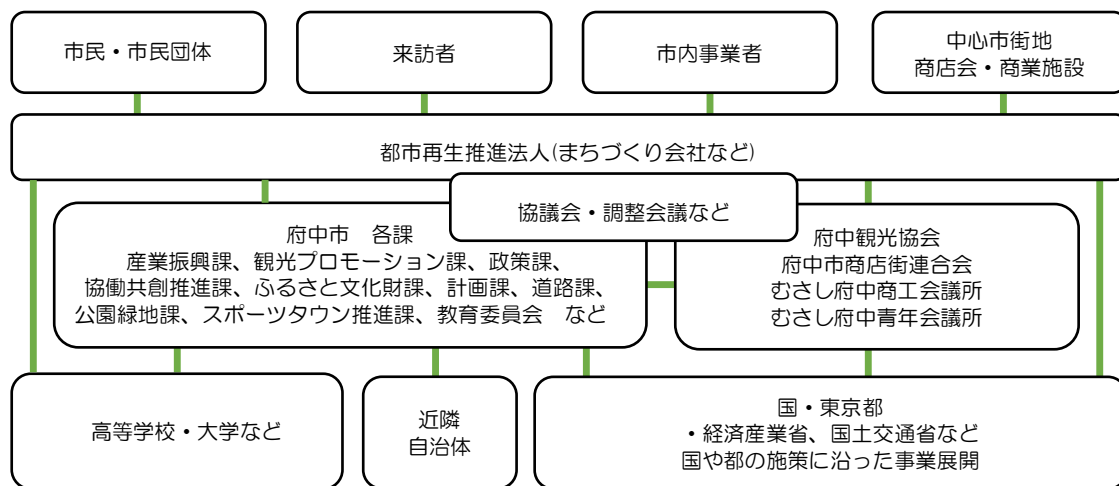 市民・市民団体
来訪者
市内事業者
中心市街地
商店会・商業施設
都市再生推進法人(まちづくり会社など)
協議会・調整会議など
府中市　各課
産業振興課、観光プロモーション課、政策課、
協働共創推進課、ふるさと文化財課、計画課、道路課、
公園緑地課、スポーツタウン推進課、教育委員会　など
府中観光協会
府中市商店街連合会
むさし府中商工会議所
むさし府中青年会議所
高等学校・大学など
近隣
自治体
国・東京都
・経済産業省、国土交通省など
国や都の施策に沿った事業展開